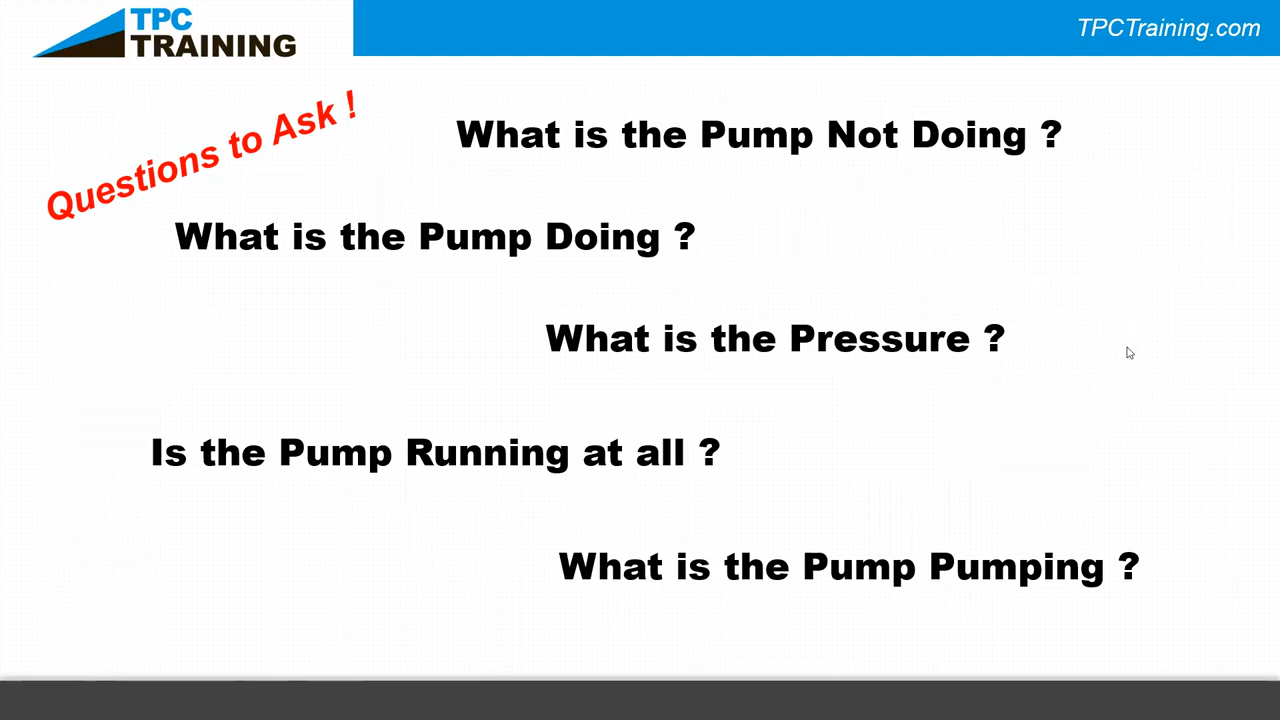 TPC
TRAINING
TPCTraining.com
Questions to Ask !
What is the Pump Not Doing ?
What is the Pump Doing ?
What is the Pressure ?
Is the Pump Running at all ?
What is the Pump Pumping ?